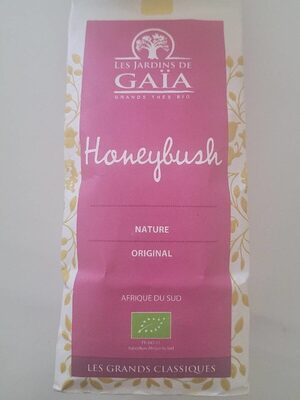 LES JARDINS DE
GAÏA
GRANDS THÉS BIO
Honeybush
NATURE
ORIGINAL
AFRIQUE DU SUD
LES GRANDS CLASSIQUES